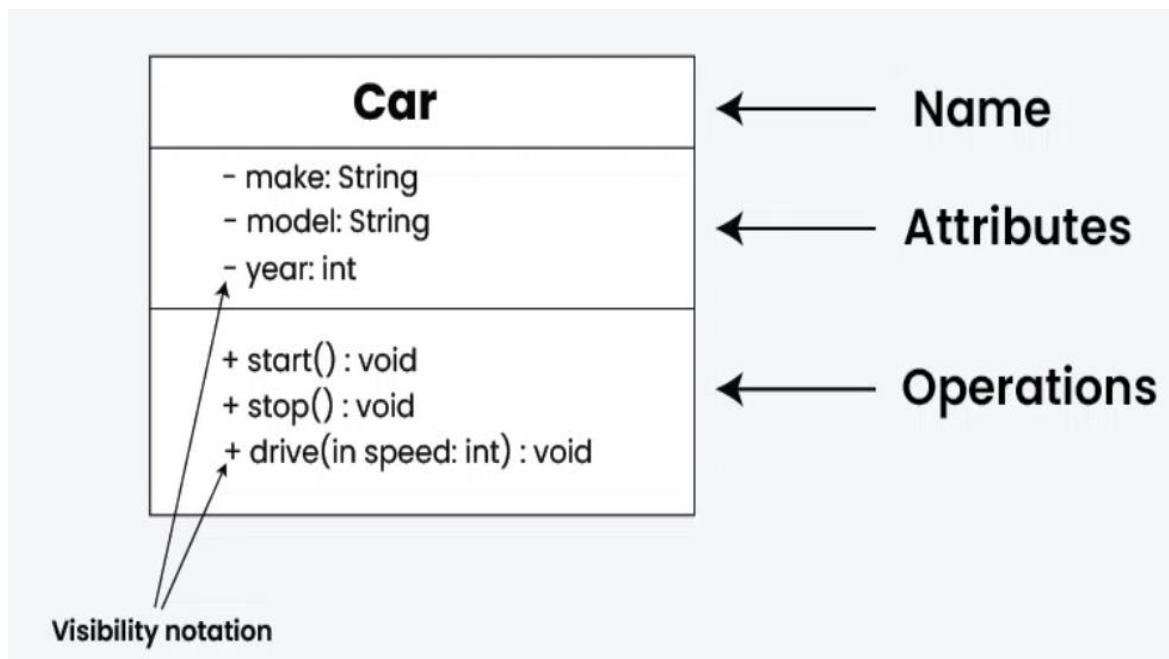 Car
- make: String
- model: String
- year: int
+ start() : void
+ stop() : void
+ drive(in speed: int) : void
Name
Attributes
Operations
Visibility notation